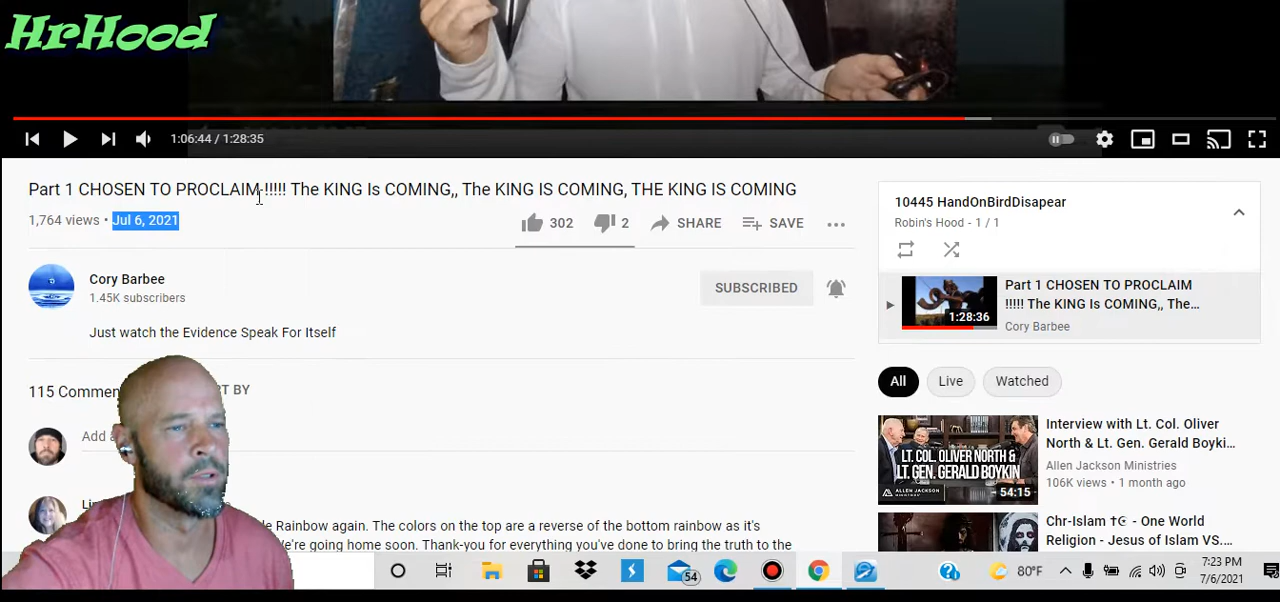 HrHood
1:06:44 / 1:28:35
Part 1 CHOSEN TO PROCLAIM !!!!! The KING Is COMING,, The KING IS COMING, THE KING IS COMING
1,764 views • Jul 6, 2021
302
2
SHARE
SAVE
Cory Barbee
1.45K subscribers
SUBSCRIBED
Just watch the Evidence Speak For Itself
115
BY
Add
Rainbow again. The colors on the top are a reverse of the bottom rainbow as it's
going home soon. Thank-you for everything you've done to bring the truth to the
10445 HandOnBirdDisapear
Robin's Hood - 1 / 1
1:28:36
Part 1 CHOSEN TO PROCLAIM
!!!!! The KING Is COMING,, The...
Cory Barbee
All
Live
Watched
LT. COL. OLIVER NORTH &
LT. GEN. GERALD BOYKIN
ALLEN JACKSON
MINISTRIES
54:15
Interview with Lt. Col. Oliver
North & Lt. Gen. Gerald Boyki...
Allen Jackson Ministries
106K views • 1 month ago
Chr-Islam ✝☪ - One World
Religion - Jesus of Islam VS....
54
80°F
7:23 PM
7/6/2021